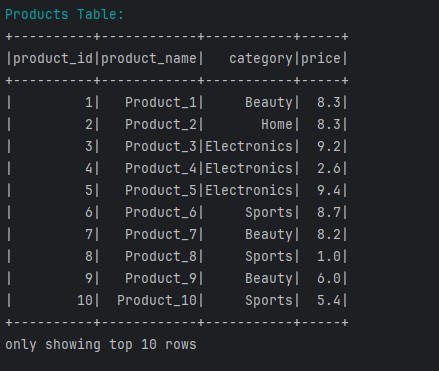 Products Table:
+----------+------------+-----------+-----+
|product_id|product_name|   category|price|
+----------+------------+-----------+-----+
|         1|   Product_1|     Beauty|  8.3|
|         2|   Product_2|       Home|  8.3|
|         3|   Product_3|Electronics|  9.2|
|         4|   Product_4|Electronics|  2.6|
|         5|   Product_5|Electronics|  9.4|
|         6|   Product_6|     Sports|  8.7|
|         7|   Product_7|     Beauty|  8.2|
|         8|   Product_8|     Sports|  1.0|
|         9|   Product_9|     Beauty|  6.0|
|        10|  Product_10|     Sports|  5.4|
+----------+------------+-----------+-----+
only showing top 10 rows